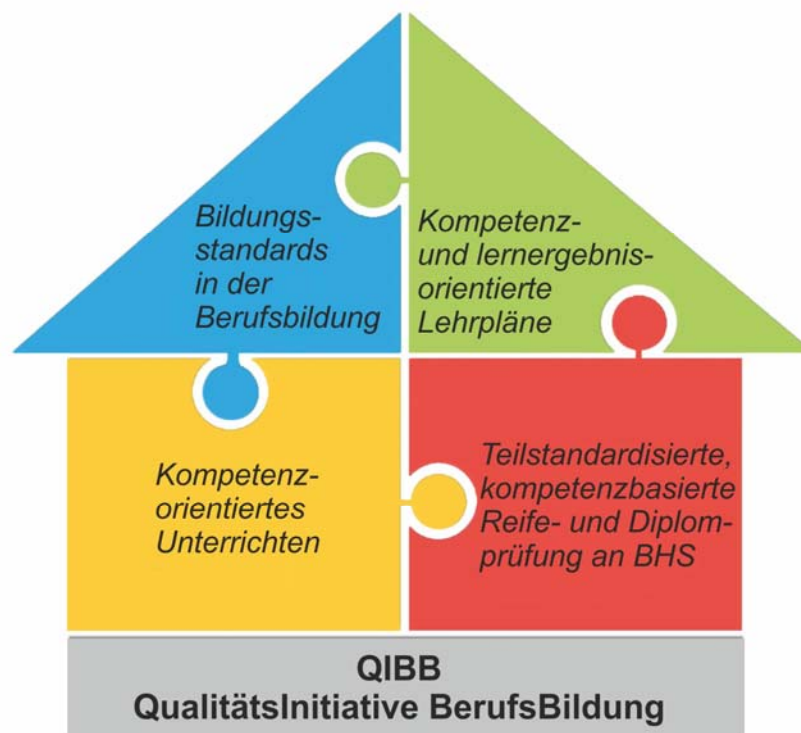 Bildungs-
standards
in der
Berufsbildung
Kompetenz-
und lernergebnis-
orientierte
Lehrpläne
Kompetenz-
orientiertes
Unterrichten
Teilstandardisierte,
kompetenzbasierte
Reife- und Diplom-
prüfung an BHS
QIBB
QualitätsInitiative BerufsBildung